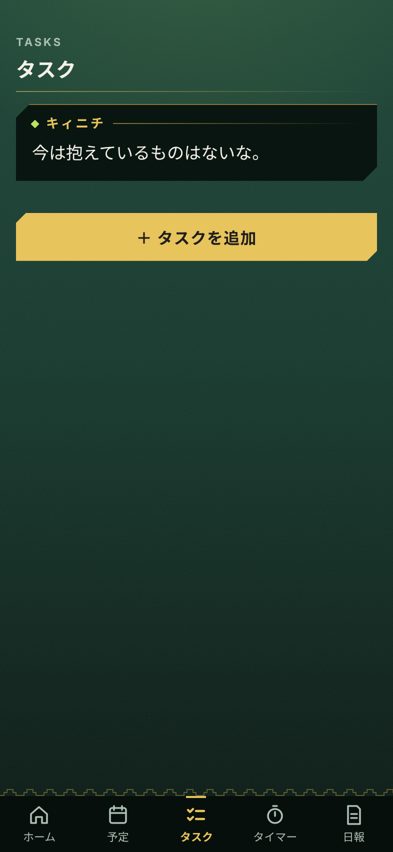 TASKS
タスク
キィニチ
今は抱えているものはないな。
＋ タスクを追加
ホーム
予定
タスク
タイマー
日報